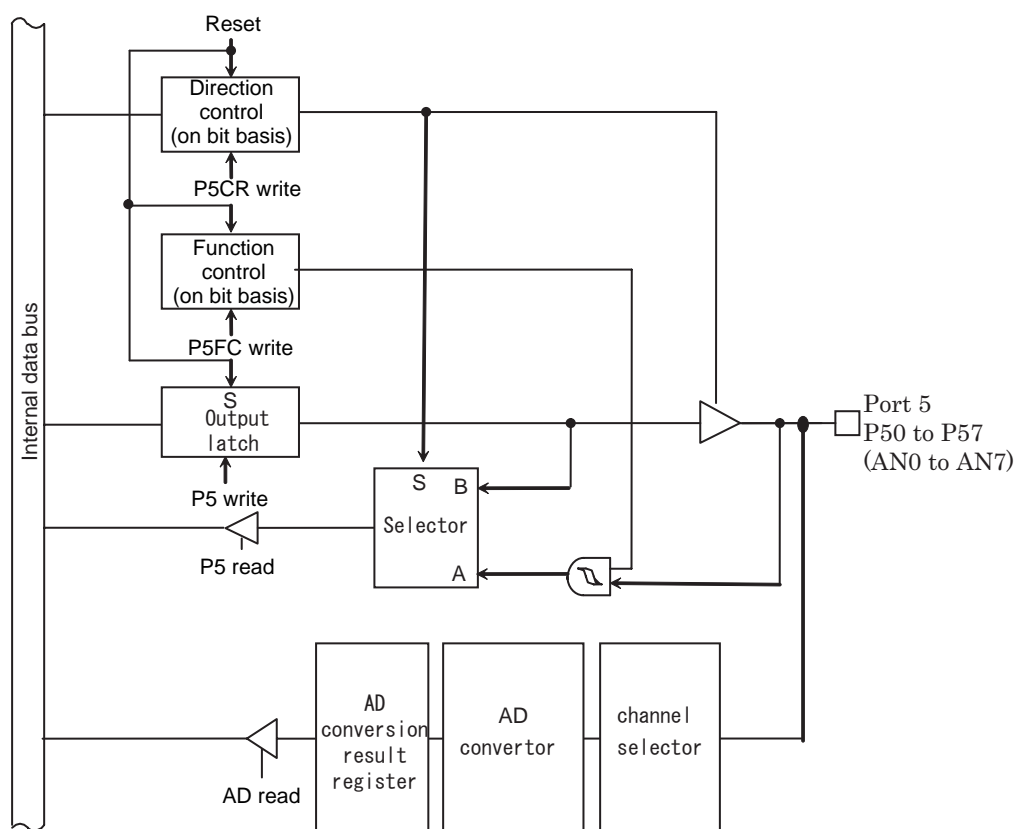 Reset
Direction
control
(on bit basis)
P5CR write
Function
control
(on bit basis)
P5FC write
Internal data bus
S
Output
latch
P5 write
Port 5
P50 to P57
(AN0 to AN7)
S B
Selector
A
P5 read
AD
conversion
result
register
AD
convertor
channel
selector
AD read